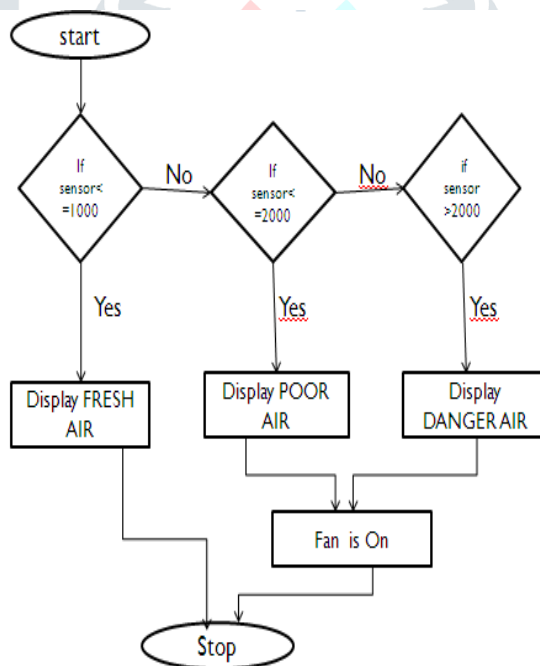 start
If
sensor<
=1000
No
If
sensor<
=2000
No
if
sensor
>2000
Yes
Yes
Yes
Display FRESH
AIR
Display POOR
AIR
Display
DANGER AIR
Fan is On
Stop